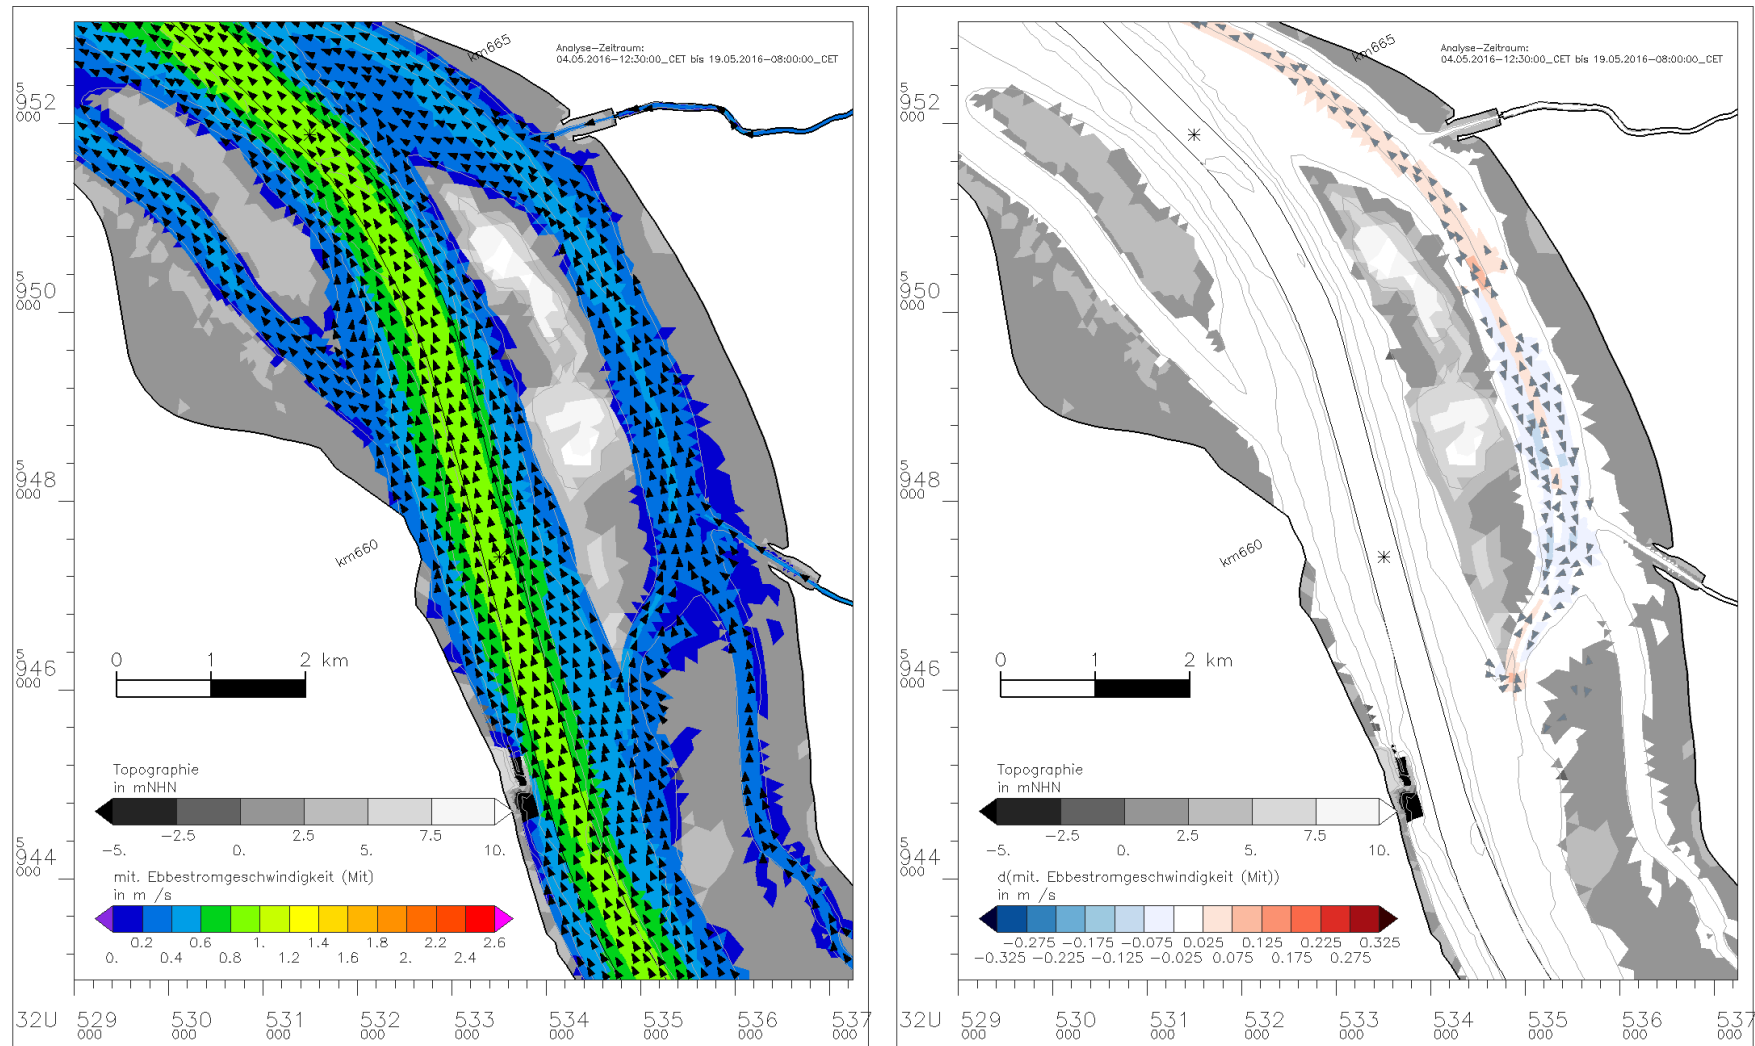 km665
Analyse-Zeitraum:
04.05.2016-12:30:00_CET bis 19.05.2016-08:00:00_CET
5
952
000
5
950
000
5
948
000
km660
5
946
000
0 1 2 km
Topographie
in mNHN
-2.5 2.5 7.5
-5. 0. 5. 10.
5
944
000
mit. Ebbestromgeschwindigkeit (Mit)
in m /s
0.2 0.6 1. 1.4 1.8 2.2 2.6
0. 0.4 0.8 1.2 1.6 2. 2.4
32U 529 530 531 532 533 534 535 536 537
000 000 000 000 000 000 000 000 000
km665
Analyse-Zeitraum:
04.05.2016-12:30:00_CET bis 19.05.2016-08:00:00_CET
5
952
000
5
950
000
5
948
000
km660
5
946
000
0 1 2 km
Topographie
in mNHN
-2.5 2.5 7.5
-5. 0. 5. 10.
5
944
000
d(mit. Ebbestromgeschwindigkeit (Mit))
in m /s
-0.275 -0.175 -0.075 0.025 0.125 0.225 0.325
-0.325 -0.225 -0.125 -0.025 0.075 0.175 0.275
32U 529 530 531 532 533 534 535 536 537
000 000 000 000 000 000 000 000 000